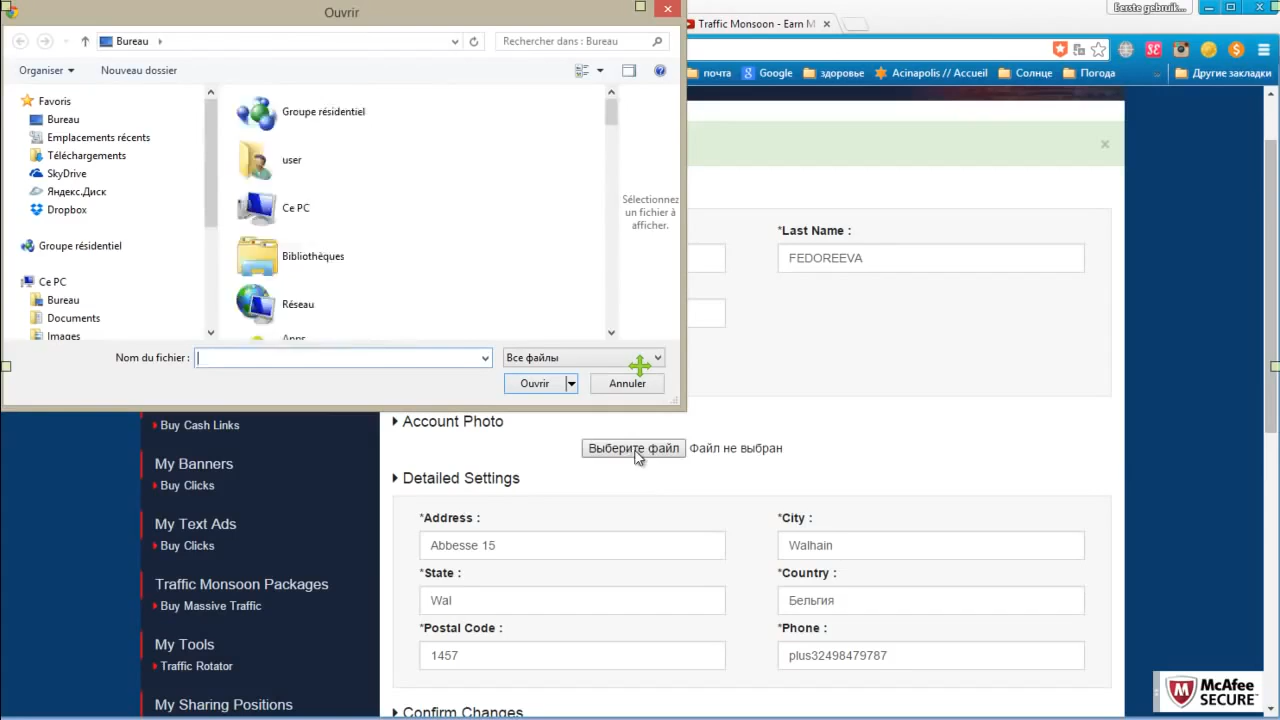 Ouvrir
Eerste gebruik...
Traffic Monsoon - Earn M
Bureau
Rechercher dans : Bureau
Organiser
Nouveau dossier
почта
Google
здоровье
Acinapolis // Accueil
Солнце
Погода
Другие закладки
Favoris
Bureau
Emplacements récents
Téléchargements
SkyDrive
Яндекс.Диск
Dropbox
Groupe résidentiel
Ce PC
Bureau
Documents
Images
Groupe résidentiel
user
Ce PC
Bibliothèques
Réseau
Apps
Sélectionnez
un fichier à
afficher.
Nom du fichier :
Все файлы
Ouvrir
Annuler
*Last Name :
FEDOREEVA
Account Photo
Выберите файл Файл не выбран
Detailed Settings
*Address :
Abbesse 15
*City :
Walhain
*State :
Wal
*Country :
Бельгия
*Postal Code :
1457
*Phone :
plus32498479787
Confirm Changes
Buy Cash Links
My Banners
Buy Clicks
My Text Ads
Buy Clicks
Traffic Monsoon Packages
Buy Massive Traffic
My Tools
Traffic Rotator
My Sharing Positions
McAfee
SECURE™